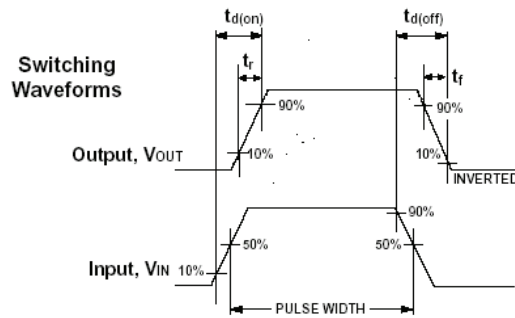 td(on)
td(off)
tr
tf
Switching
Waveforms
90%
90%
Output, VOUT
10%
10%
INVERTED
90%
50%
50%
Input, VIN
10%
PULSE WIDTH